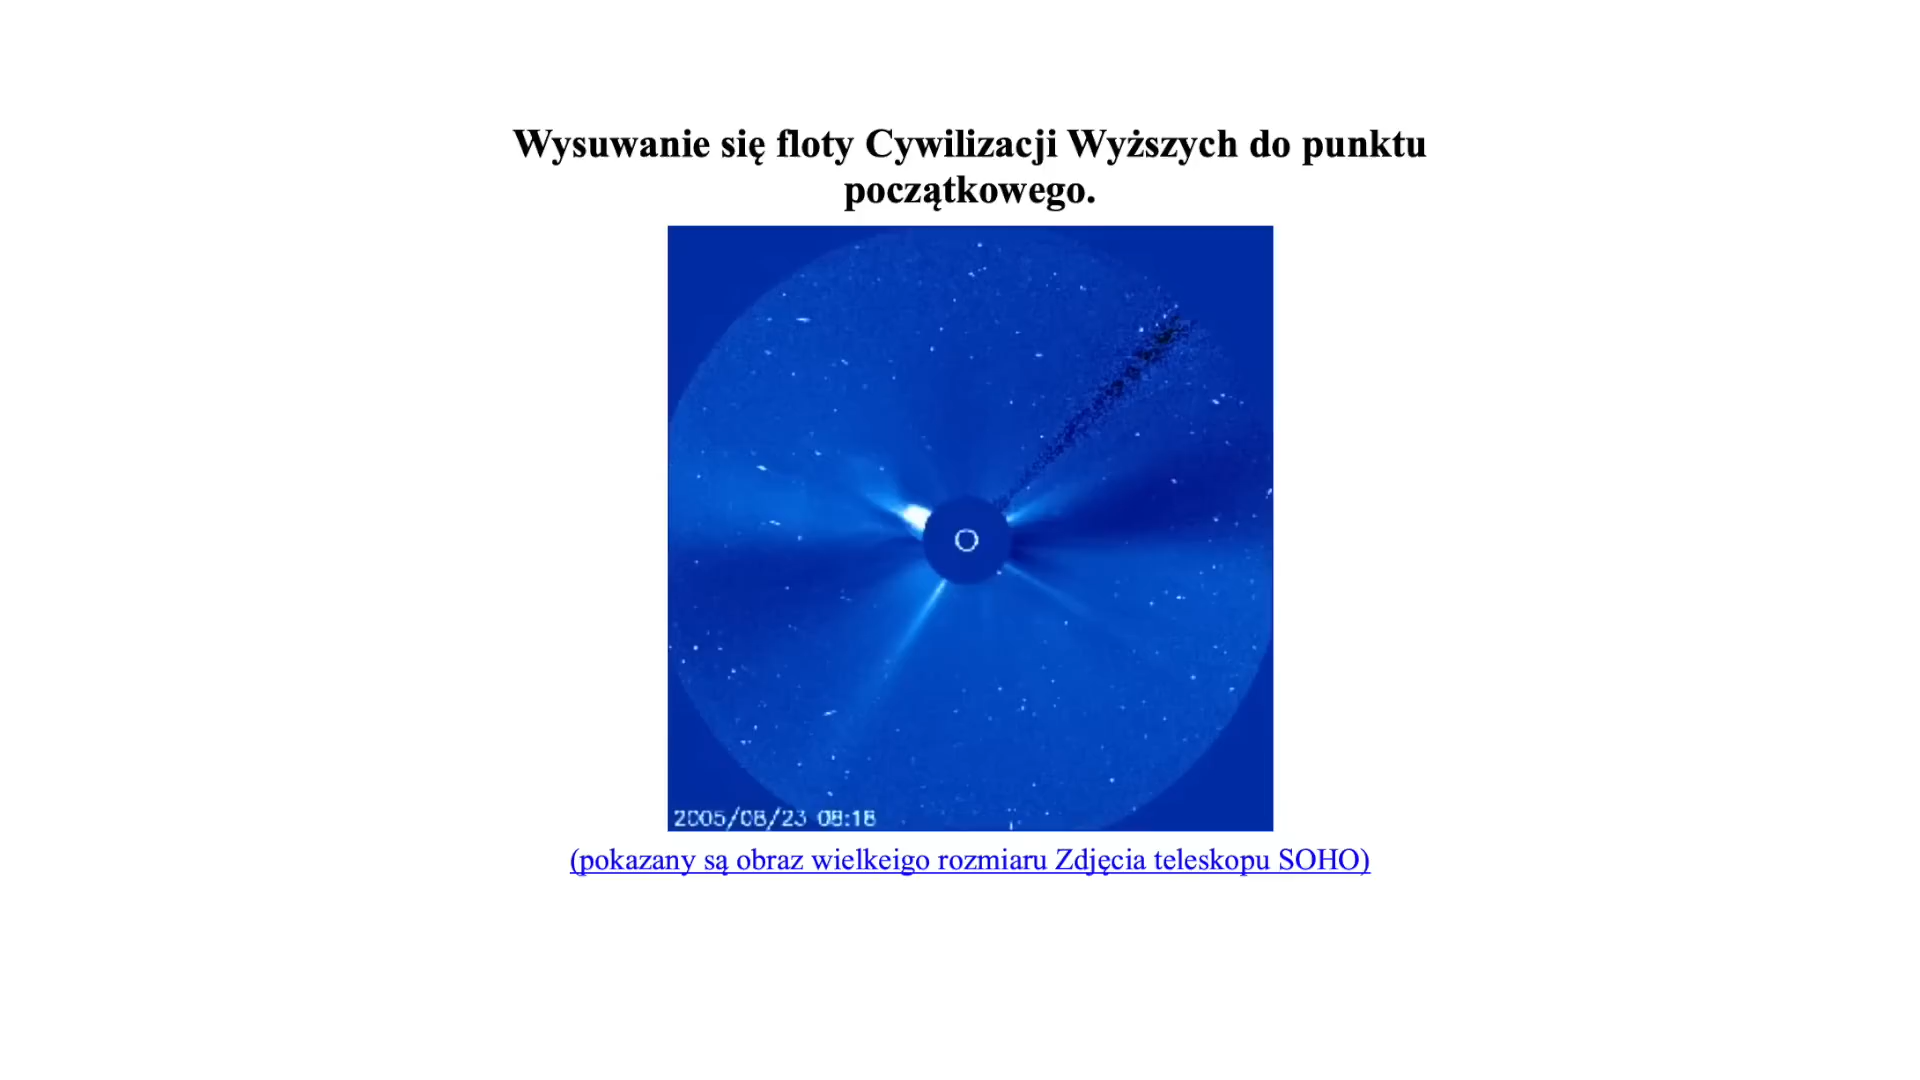 Wysuwanie się floty Cywilizacji Wyższych do punktu
początkowego.
2005/08/23 08:18
(pokazany są obraz wielkeigo rozmiaru Zdjęcia teleskopu SOHO)